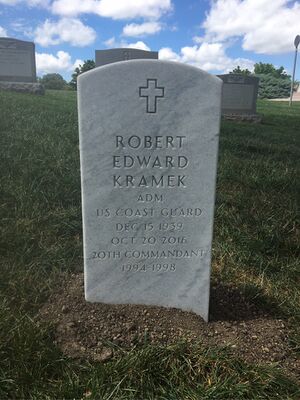 ROBERT
EDWARD
KRAMEK
ADM
US COAST GUARD
DEC 15 1939
OCT 20 2016
20TH COMMANDANT
1994-1998